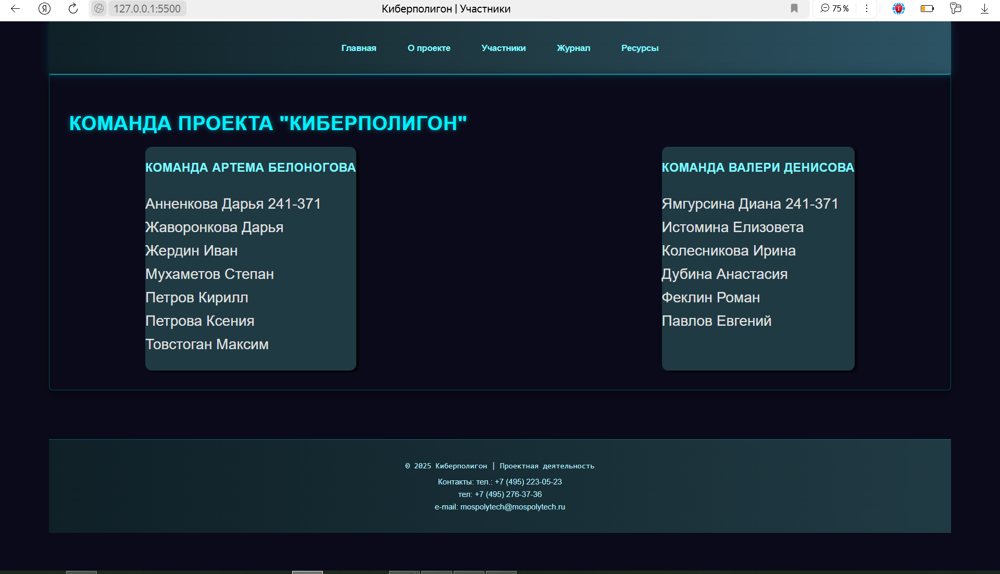 Я
127.0.0.1:5500
Киберполигон | Участники
75 %
Главная
О проекте
Участники
Журнал
Ресурсы
КОМАНДА ПРОЕКТА "КИБЕРПОЛИГОН"
КОМАНДА АРТЕМА БЕЛОНОГОВА
Анненкова Дарья 241-371
Жаворонкова Дарья
Жердин Иван
Мухаметов Степан
Петров Кирилл
Петрова Ксения
Товстоган Максим
КОМАНДА ВАЛЕРИ ДЕНИСОВА
Ямгурсина Диана 241-371
Истомина Елизовета
Колесникова Ирина
Дубина Анастасия
Феклин Роман
Павлов Евгений
© 2025 Киберполигон | Проектная деятельность
Контакты: тел.: +7 (495) 223-05-23
тел: +7 (495) 276-37-36
e-mail: mospolytech@mospolytech.ru